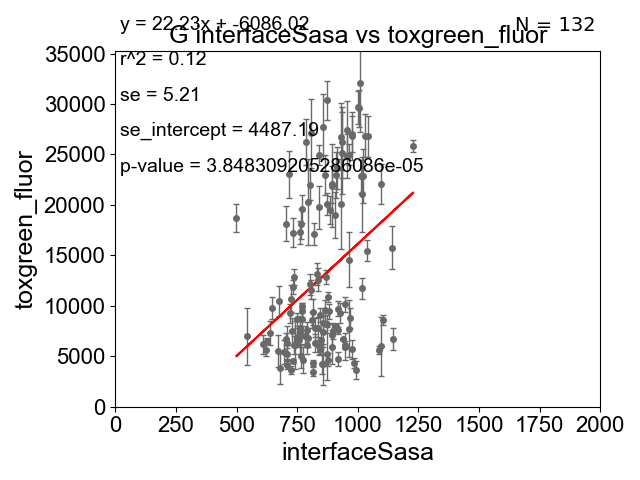 y = 22.23x + -6086.02
N = 132
G interfaceSasa vs toxgreen_fluor
r^2 = 0.12
se = 5.21
se_intercept = 4487.19
p-value = 3.848309205286086e-05
toxgreen_fluor
35000
30000
25000
20000
15000
10000
5000
0
0 250 500 750 1000 1250 1500 1750 2000
interfaceSasa